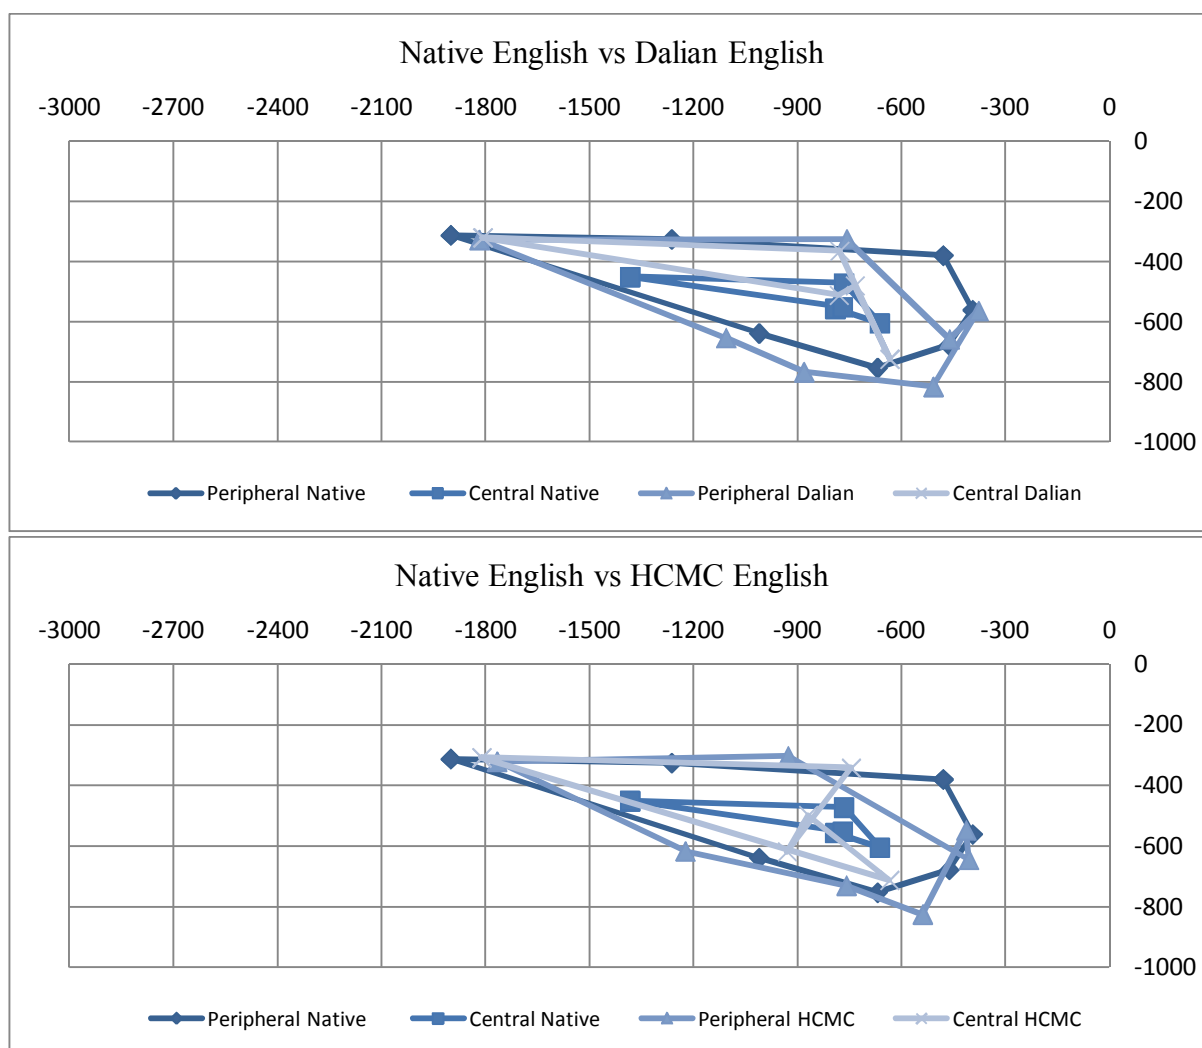 Native English vs Dalian English
-3000 -2700 -2400 -2100 -1800 -1500 -1200 -900 -600 -300 0
0
-200
-400
-600
-800
-1000
Peripheral Native Central Native Peripheral Dalian Central Dalian
Native English vs HCMC English
-3000 -2700 -2400 -2100 -1800 -1500 -1200 -900 -600 -300 0
0
-200
-400
-600
-800
-1000
Peripheral Native Central Native Peripheral HCMC Central HCMC